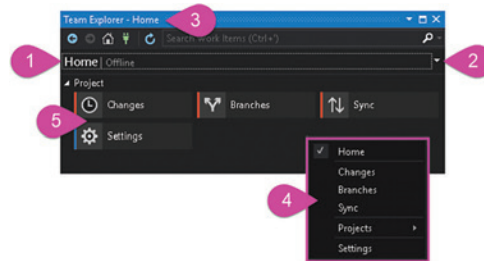 Team Explorer - Home
3
Search Work Items (Ctrl+')
1
Home | Offline
2
Project
5
Changes
Branches
Sync
Settings
4
Home
Changes
Branches
Sync
Projects
Settings